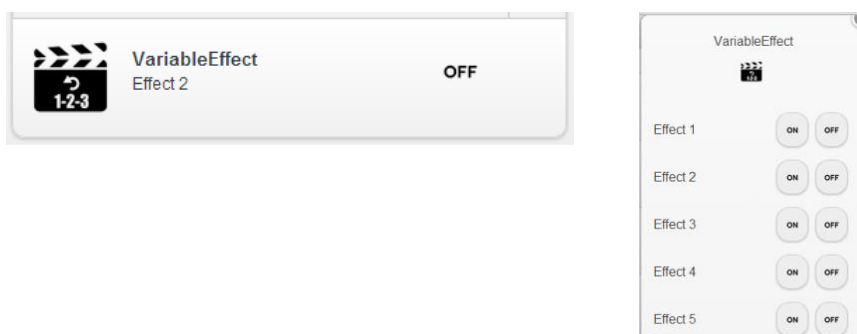 VariableEffect
Effect 2
OFF
1-2-3
VariableEffect
Effect 1 ON OFF
Effect 2 ON OFF
Effect 3 ON OFF
Effect 4 ON OFF
Effect 5 ON OFF